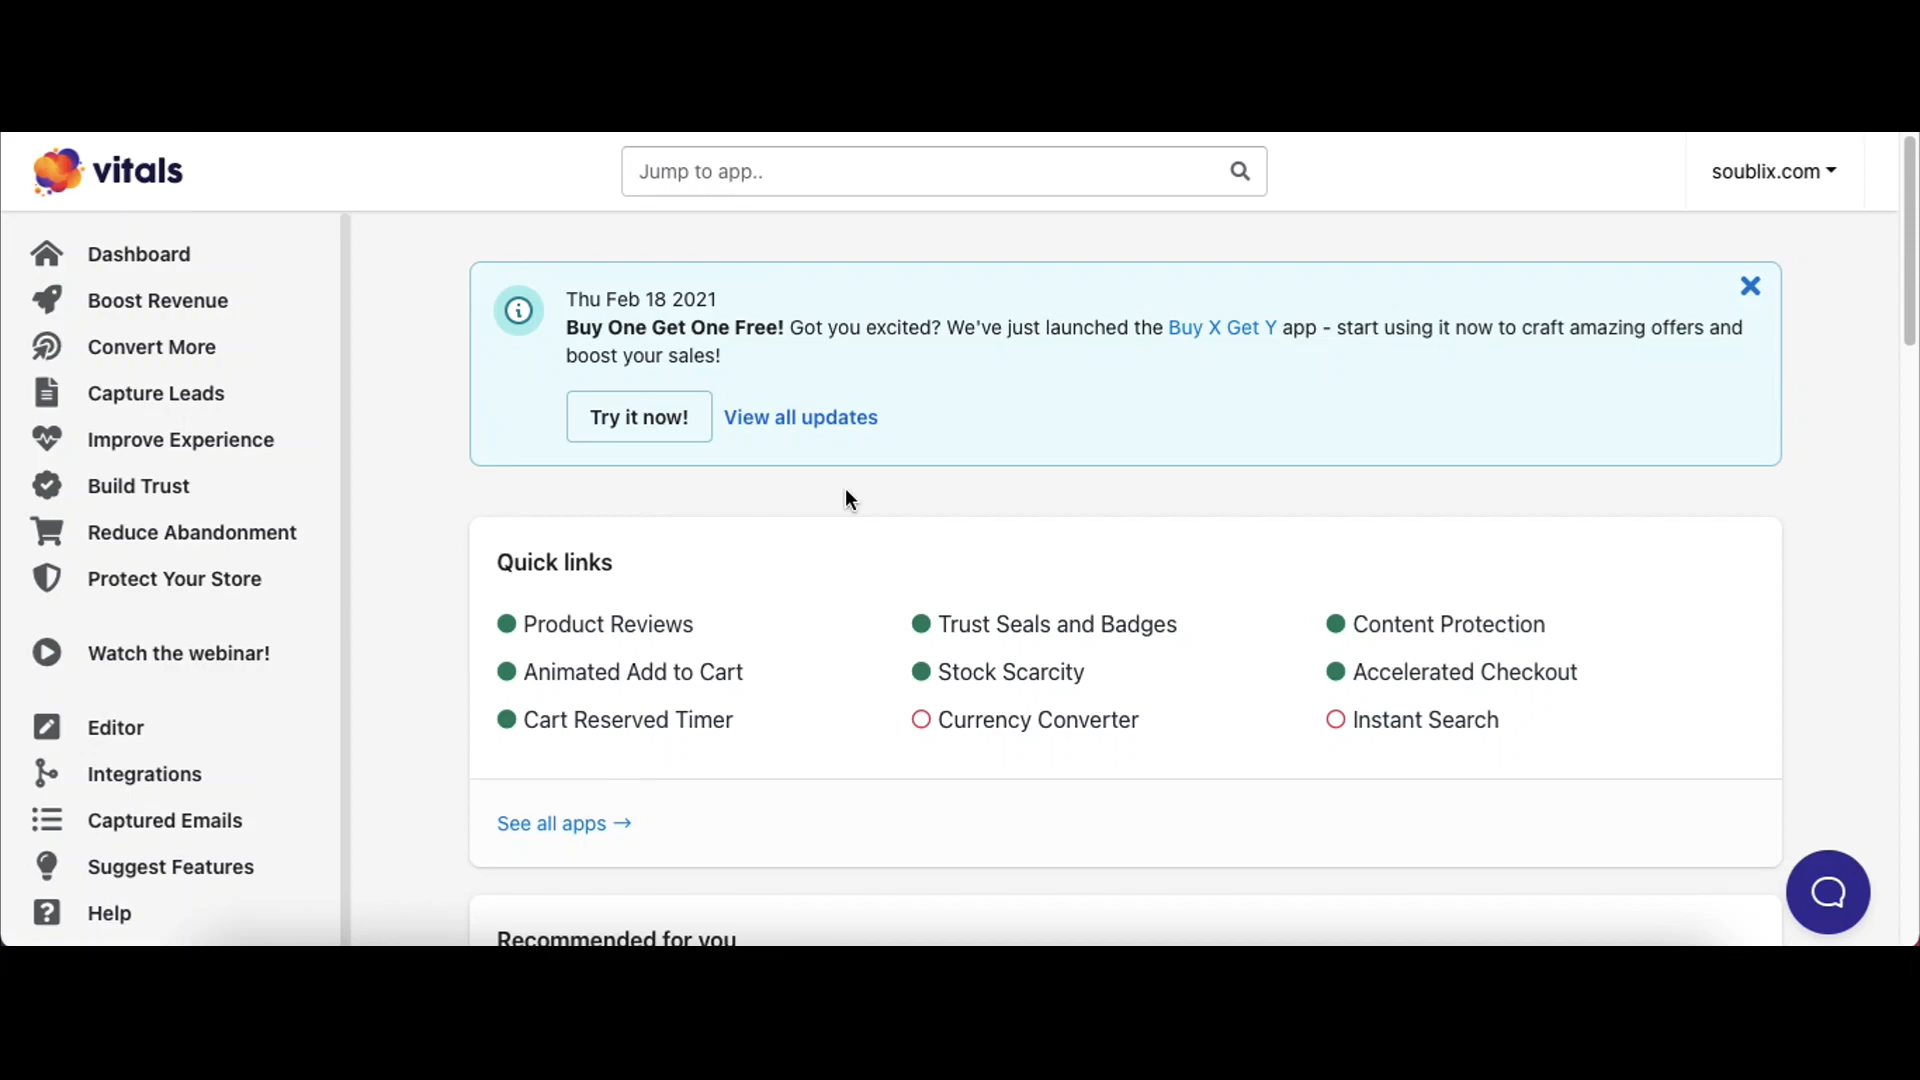 vitals
Jump to app..
soublix.com
Dashboard
Boost Revenue
Convert More
Capture Leads
Improve Experience
Build Trust
Reduce Abandonment
Protect Your Store
Watch the webinar!
Editor
Integrations
Captured Emails
Suggest Features
Help
Thu Feb 18 2021
Buy One Get One Free! Got you excited? We've just launched the Buy X Get Y app - start using it now to craft amazing offers and
boost your sales!
Try it now! View all updates
Quick links
Product Reviews Trust Seals and Badges Content Protection
Animated Add to Cart Stock Scarcity Accelerated Checkout
Cart Reserved Timer Currency Converter Instant Search
See all apps →
Recommended for you